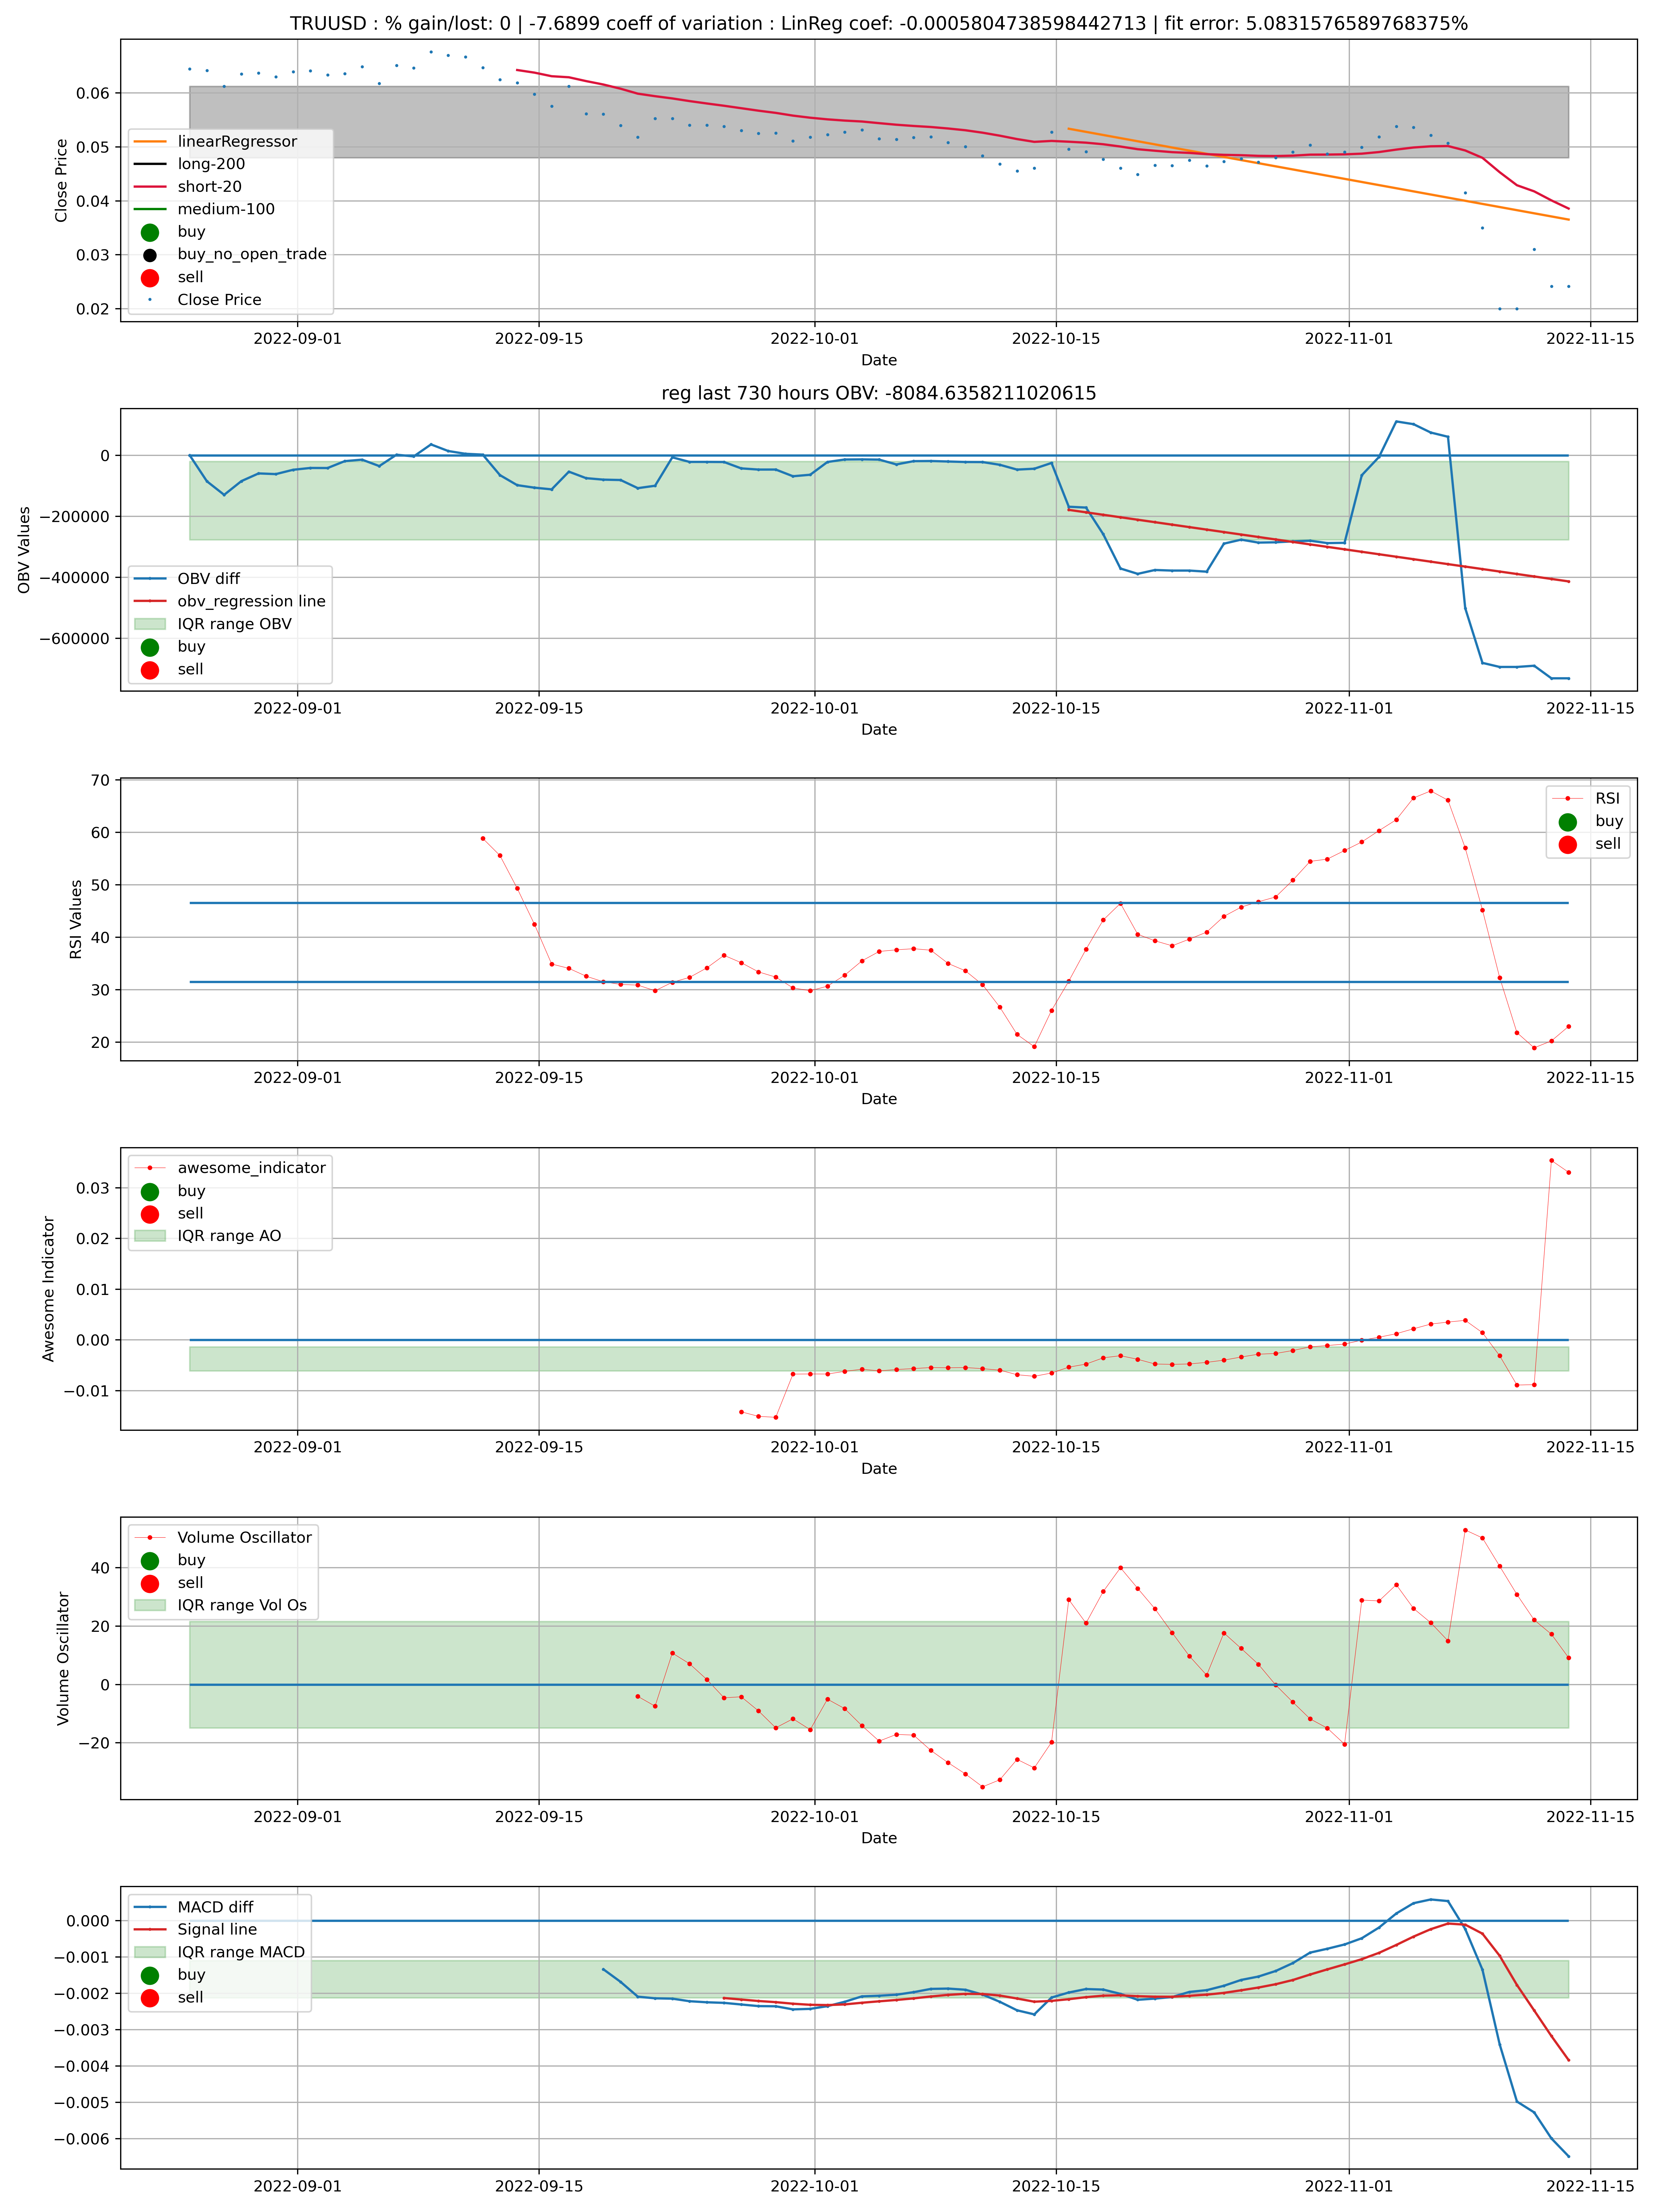 TRUUSD : % gain/lost: 0 | -7.6899 coeff of variation : LinReg coef: -0.0005804738598442713 | fit error: 5.0831576589768375%
Close Price
0.06
0.05
0.04
0.03
0.02
linearRegressor
long-200
short-20
medium-100
buy
buy_no_open_trade
sell
Close Price
2022-09-01 2022-09-15 2022-10-01 2022-10-15 2022-11-01 2022-11-15
Date
reg last 730 hours OBV: -8084.6358211020615
OBV Values
0
−200000
−400000
−600000
OBV diff
obv_regression line
IQR range OBV
buy
sell
2022-09-01 2022-09-15 2022-10-01 2022-10-15 2022-11-01 2022-11-15
Date
RSI Values
70
60
50
40
30
20
RSI
buy
sell
2022-09-01 2022-09-15 2022-10-01 2022-10-15 2022-11-01 2022-11-15
Date
Awesome Indicator
0.03
0.02
0.01
0.00
−0.01
awesome_indicator
buy
sell
IQR range AO
2022-09-01 2022-09-15 2022-10-01 2022-10-15 2022-11-01 2022-11-15
Date
Volume Oscillator
40
20
0
−20
Volume Oscillator
buy
sell
IQR range Vol Os
2022-09-01 2022-09-15 2022-10-01 2022-10-15 2022-11-01 2022-11-15
Date
0.000
−0.001
−0.002
−0.003
−0.004
−0.005
−0.006
MACD diff
Signal line
IQR range MACD
buy
sell
2022-09-01 2022-09-15 2022-10-01 2022-10-15 2022-11-01 2022-11-15